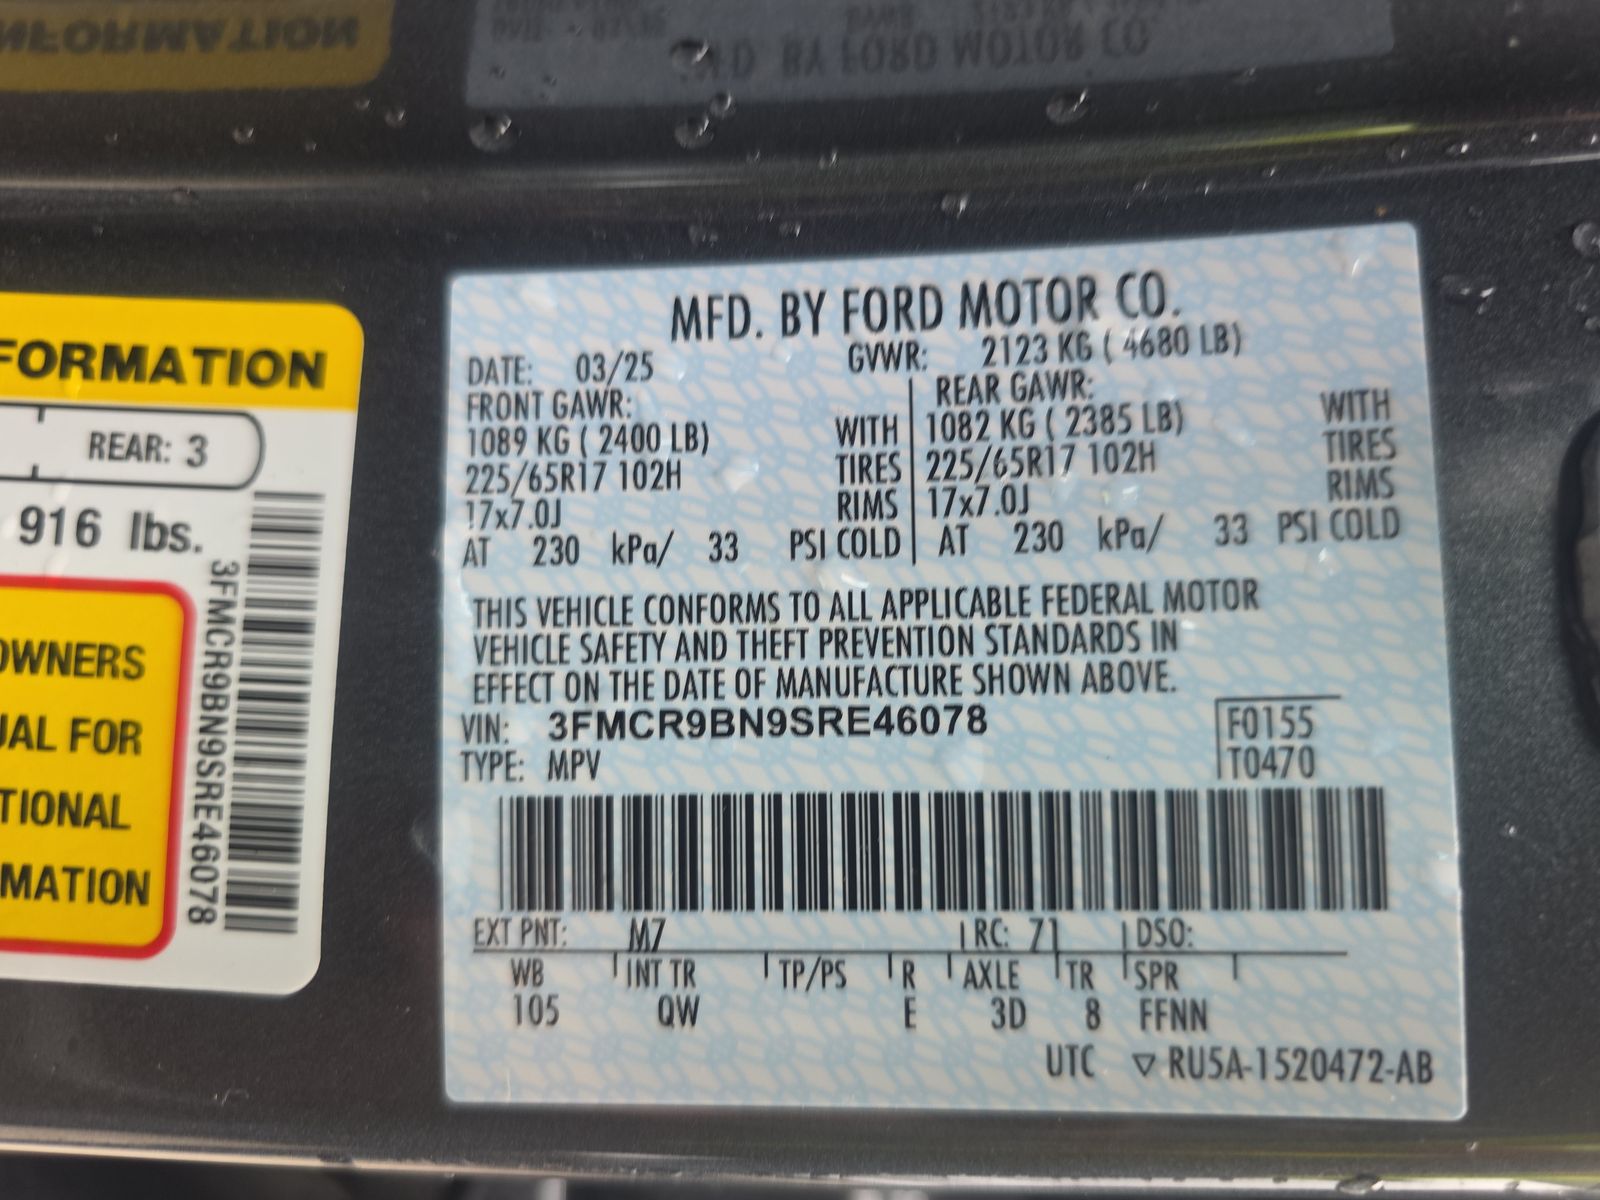 FORMATION
REAR: 3
916 lbs.
OWNERS
UAL FOR
TIONAL
MATION
3FMCR9BN9SRE46078
MFD. BY FORD MOTOR CO.
DATE: 03/25 GVWR: 2123 KG ( 4680 LB)
FRONT GAWR: REAR GAWR:
1089 KG ( 2400 LB) WITH 1082 KG ( 2385 LB) WITH
225/65R17 102H TIRES 225/65R17 102H TIRES
17x7.0J RIMS 17x7.0J RIMS
AT 230 kPa/ 33 PSI COLD AT 230 kPa/ 33 PSI COLD
THIS VEHICLE CONFORMS TO ALL APPLICABLE FEDERAL MOTOR
VEHICLE SAFETY AND THEFT PREVENTION STANDARDS IN
EFFECT ON THE DATE OF MANUFACTURE SHOWN ABOVE.
VIN: 3FMCR9BN9SRE46078 F0155
TYPE: MPV T0470
EXT PNT: M7 RC: 71 DSO:
WB INT TR TP/PS R AXLE TR SPR
105 QW E 3D 8 FFNN
UTC ▽ RU5A-1520472-AB